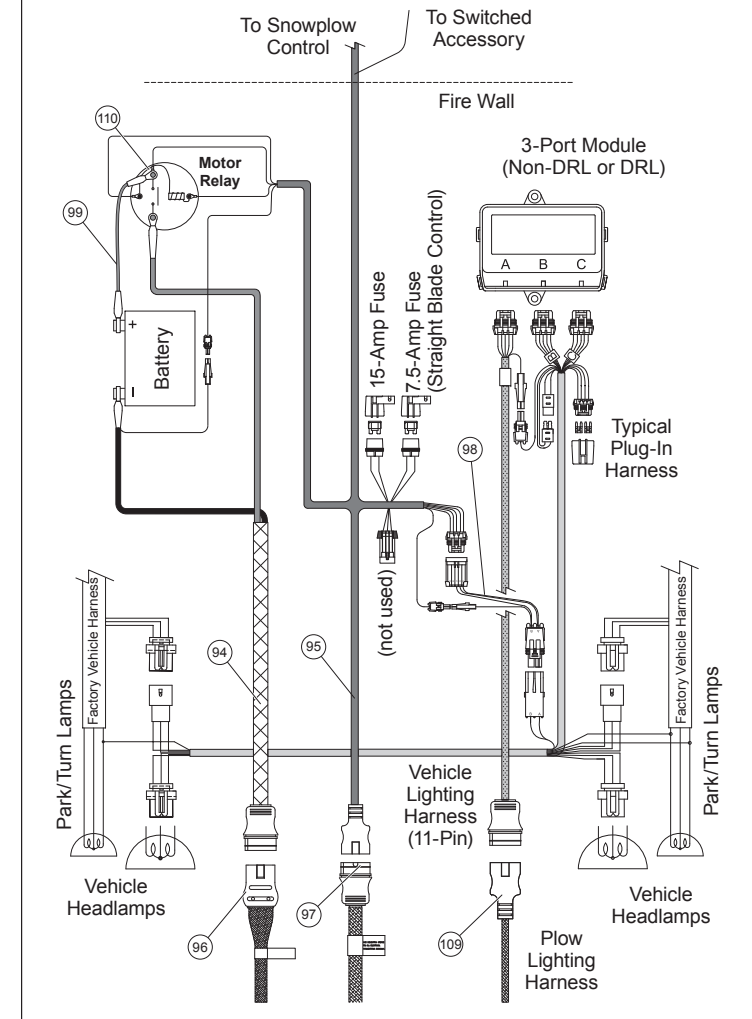 To Snowplow
Control
To Switched
Accessory
Fire Wall
110
Motor
Relay
3-Port Module
(Non-DRL or DRL)
99
A B C
+
Battery
–
15-Amp Fuse
7.5-Amp Fuse
(Straight Blade Control)
98
Typical
Plug-In
Harness
(not used)
Factory Vehicle Harness
Park/Turn Lamps
94
95
Factory Vehicle Harness
Park/Turn Lamps
Vehicle
Lighting
Harness
(11-Pin)
Vehicle
Headlamps
96
97
109
Plow
Lighting
Harness
Vehicle
Headlamps